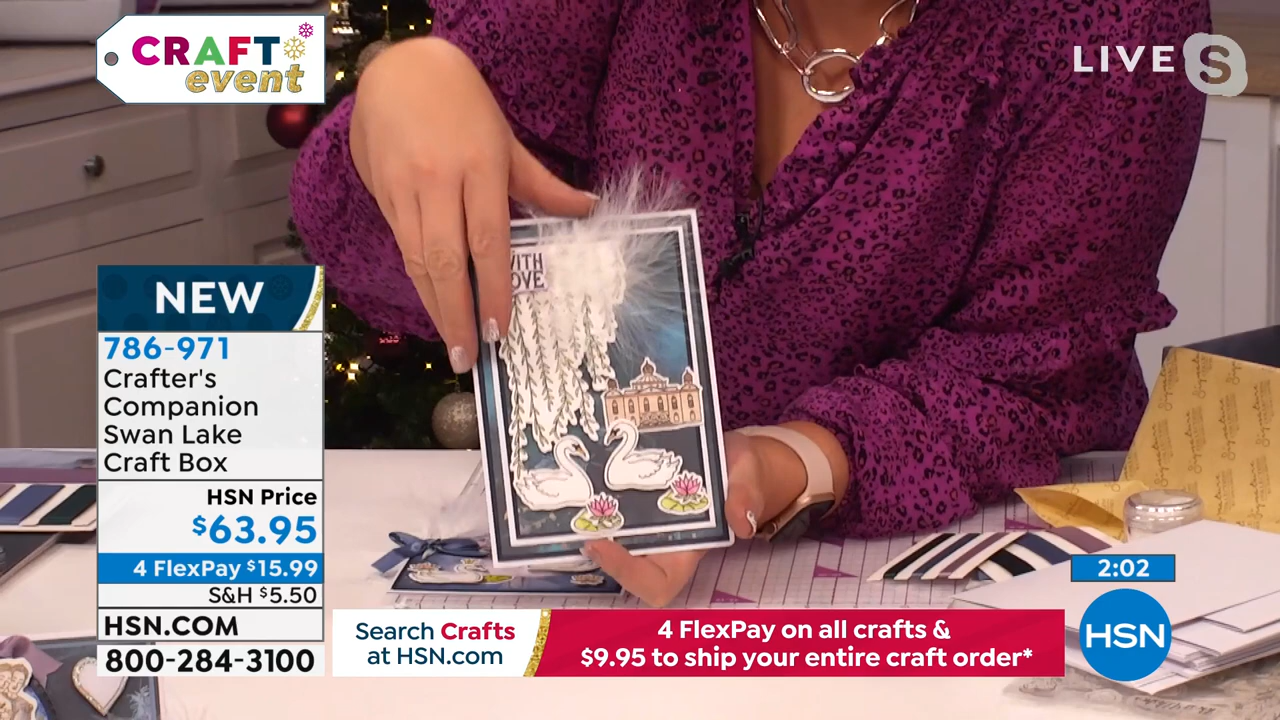 CRAFT
event
LIVE S
WITH
LOVE
NEW
786-971
Crafter's
Companion
Swan Lake
Craft Box
HSN Price
$63.95
4 FlexPay $15.99
S&H $5.50
HSN.COM
800-284-3100
Search Crafts
at HSN.com
4 FlexPay on all crafts &
$9.95 to ship your entire craft order*
2:02
HSN
Signature